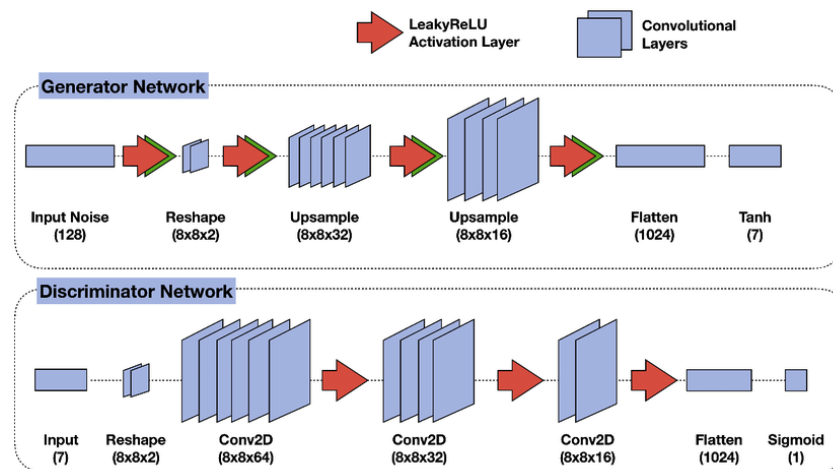 LeakyReLU
Activation Layer
Convolutional
Layers
Generator Network
Input Noise
(128)
Reshape
(8x8x2)
Upsample
(8x8x32)
Upsample
(8x8x16)
Flatten
(1024)
Tanh
(7)
Discriminator Network
Input
(7)
Reshape
(8x8x2)
Conv2D
(8x8x64)
Conv2D
(8x8x32)
Conv2D
(8x8x16)
Flatten
(1024)
Sigmoid
(1)